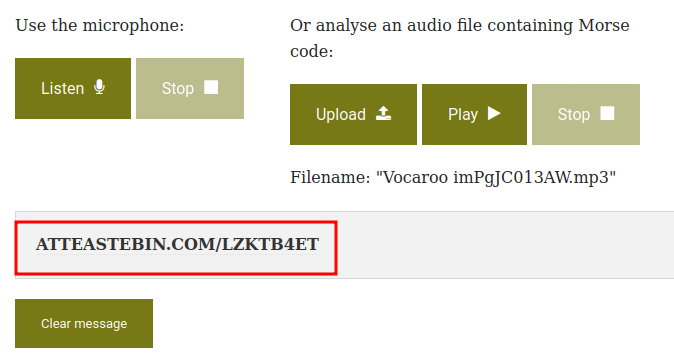 Use the microphone:
Listen
Stop
Or analyse an audio file containing Morse
code:
Upload
Play
Stop
Filename: "Vocaroo imPgJC013AW.mp3"
ATTEASTEBIN.COM/LZKTB4ET
Clear message